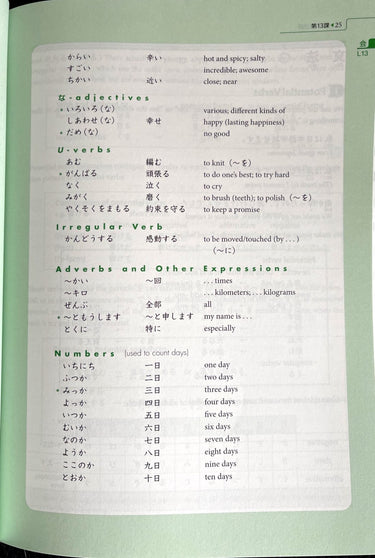 第13課 ◂ 25
会
L13
からい 辛い hot and spicy; salty
すごい incredible; awesome
ちかい 近い close; near
な-adjectives
* いろいろ(な) various; different kinds of
しあわせ(な) 幸せ happy (lasting happiness)
* だめ(な) no good
U-verbs
あむ 編む to knit (〜を)
* がんばる 頑張る to do one's best; to try hard
なく 泣く to cry
みがく 磨く to brush (teeth); to polish (〜を)
やくそくをまもる 約束を守る to keep a promise
Irregular Verb
かんどうする 感動する to be moved/touched (by . . .)
(〜に)
Adverbs and Other Expressions
〜かい 〜回 . . . times
〜キロ . . . kilometers; . . . kilograms
ぜんぶ 全部 all
* 〜ともうします 〜と申します my name is . . .
とくに 特に especially
Numbers (used to count days)
いちにち 一日 one day
ふつか 二日 two days
* みっか 三日 three days
よっか 四日 four days
いつか 五日 five days
むいか 六日 six days
なのか 七日 seven days
ようか 八日 eight days
ここのか 九日 nine days
とおか 十日 ten days